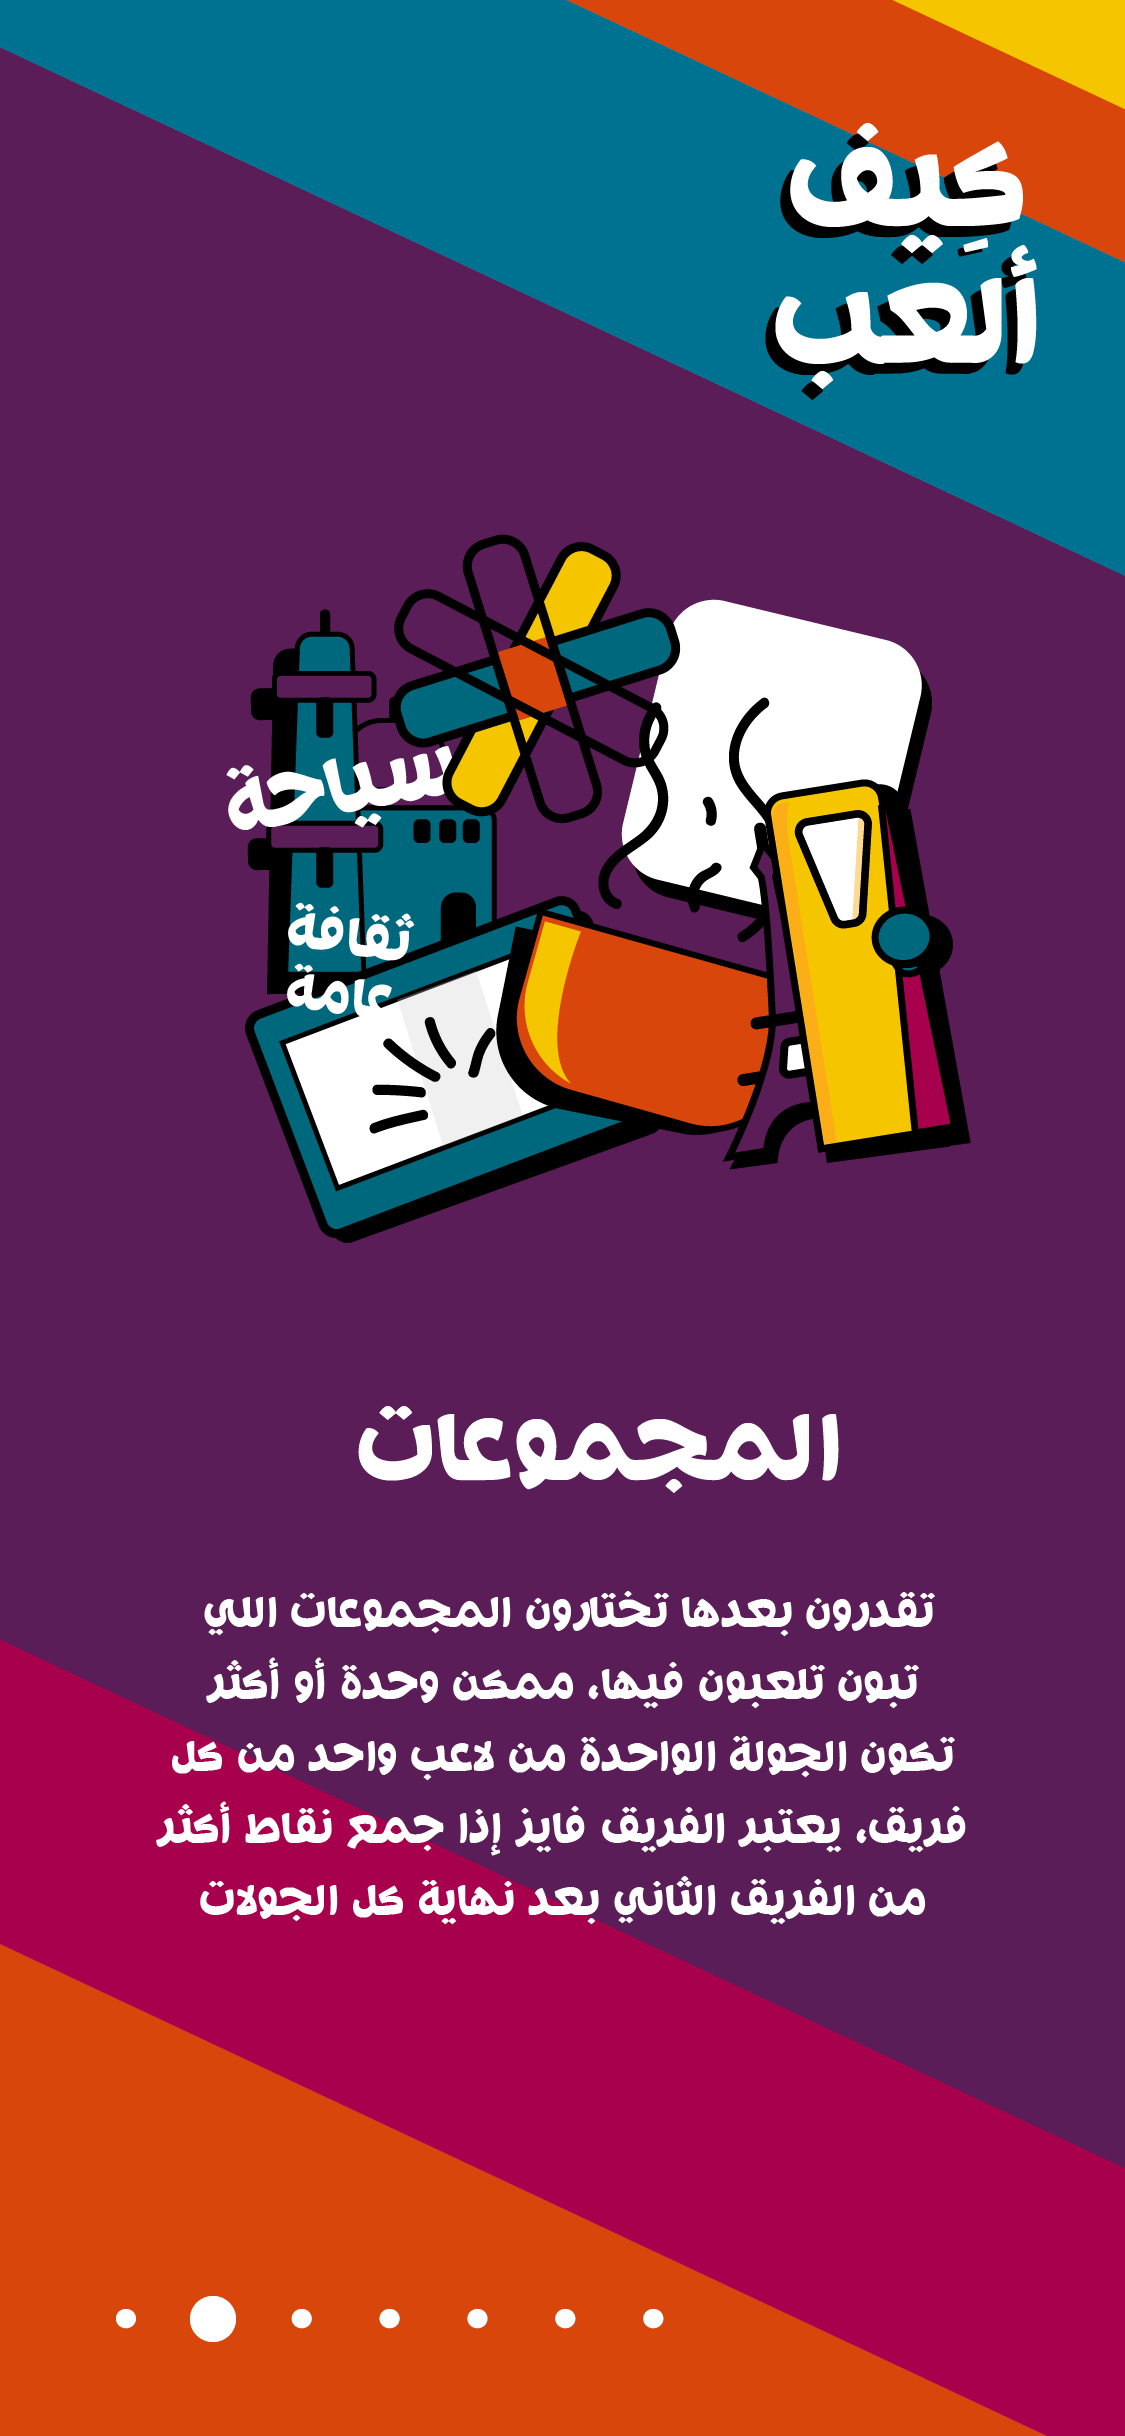 كِيف
ألعب
سياحة
ثقافة
عامة
المجموعات
تقدرون بعدها تختارون المجموعات اللي
تبون تلعبون فيها، ممكن وحدة أو أكثر
تكون الجولة الواحدة من لاعب واحد من كل
فريق، يعتبر الفريق فايز إذا جمع نقاط أكثر
من الفريق الثاني بعد نهاية كل الجولات